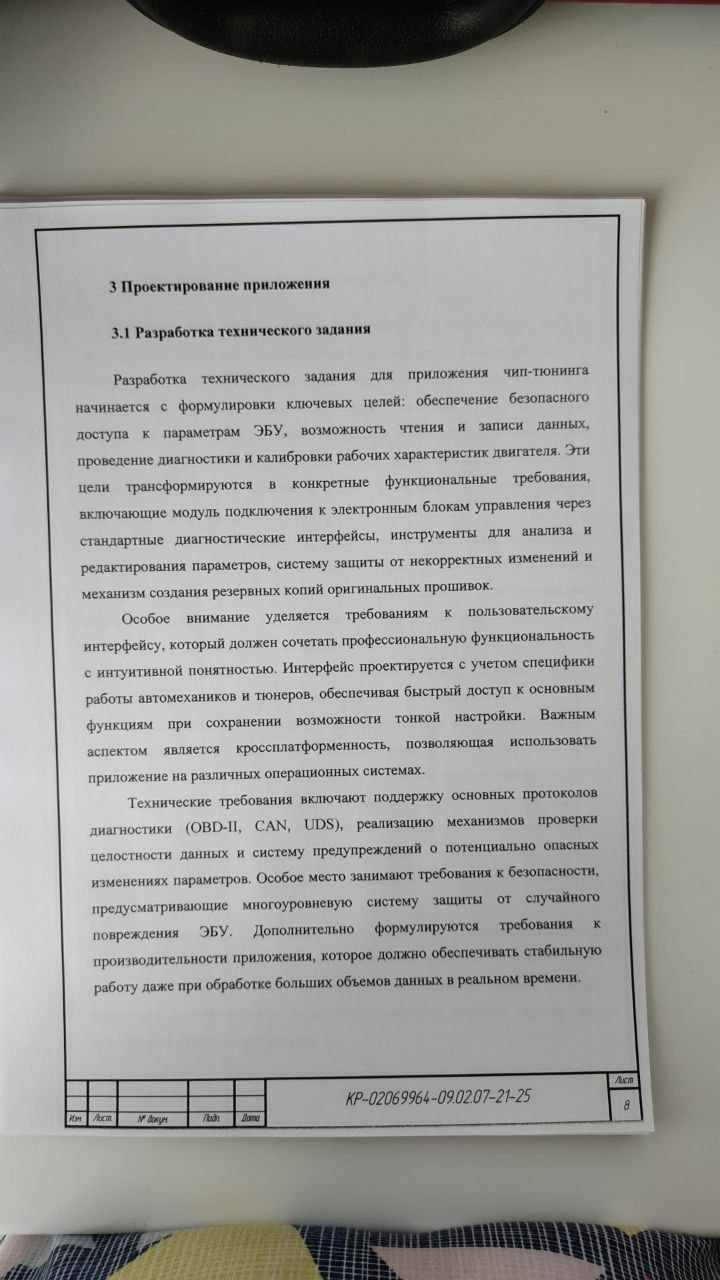 3 Проектирование приложения
3.1 Разработка технического задания
Разработка технического задания для приложения чип-тюнинга
начинается с формулировки ключевых целей: обеспечение безопасного
доступа к параметрам ЭБУ, возможность чтения и записи данных,
проведение диагностики и калибровки рабочих характеристик двигателя. Эти
цели трансформируются в конкретные функциональные требования,
включающие модуль подключения к электронным блокам управления через
стандартные диагностические интерфейсы, инструменты для анализа и
редактирования параметров, систему защиты от некорректных изменений и
механизм создания резервных копий оригинальных прошивок.
Особое внимание уделяется требованиям к пользовательскому
интерфейсу, который должен сочетать профессиональную функциональность
с интуитивной понятностью. Интерфейс проектируется с учетом специфики
работы автомехаников и тюнеров, обеспечивая быстрый доступ к основным
функциям при сохранении возможности тонкой настройки. Важным
аспектом является кроссплатформенность, позволяющая использовать
приложение на различных операционных системах.
Технические требования включают поддержку основных протоколов
диагностики (OBD-II, CAN, UDS), реализацию механизмов проверки
целостности данных и систему предупреждений о потенциально опасных
изменениях параметров. Особое место занимают требования к безопасности,
предусматривающие многоуровневую систему защиты от случайного
повреждения ЭБУ. Дополнительно формулируются требования к
производительности приложения, которое должно обеспечивать стабильную
работу даже при обработке больших объемов данных в реальном времени.
КР-02069964-09.02.07-21-25
Лист
8
Изм Лист № докум. Подп. Дата